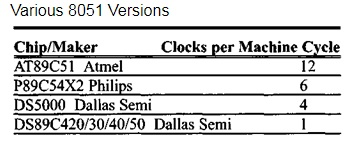 Various 8051 Versions
Chip/Maker Clocks per Machine Cycle
AT89C51 Atmel 12
P89C54X2 Philips 6
DS5000 Dallas Semi 4
DS89C420/30/40/50 Dallas Semi 1